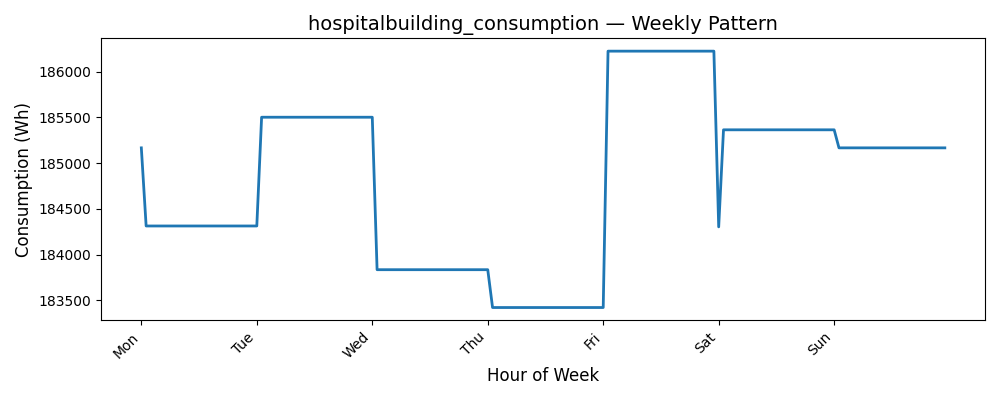 hospitalbuilding_consumption — Weekly Pattern
Consumption (Wh)
186000
185500
185000
184500
184000
183500
Mon
Tue
Wed
Thu
Fri
Sat
Sun
Hour of Week